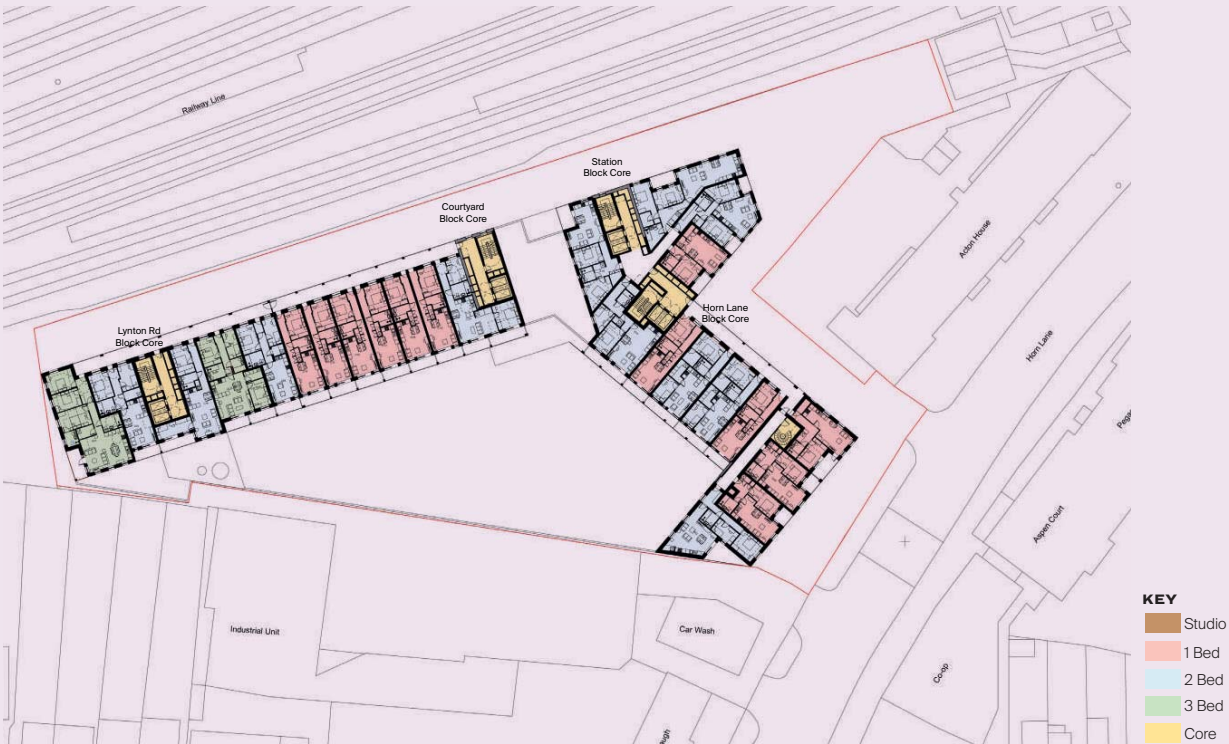 Railway Line
Station
Block Core
Courtyard
Block Core
Acton House
Horn Lane
Block Core
Lynton Rd
Block Core
Horn Lane
Aspen Court
Industrial Unit
Car Wash
Co-op
KEY
Studio
1 Bed
2 Bed
3 Bed
Core